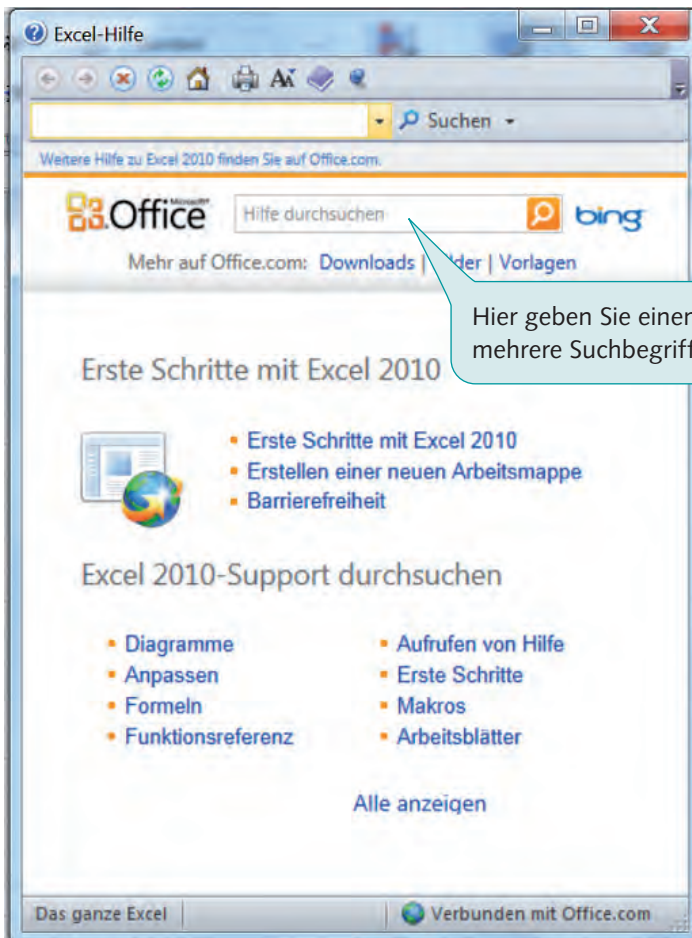 Excel-Hilfe
Suchen
Weitere Hilfe zu Excel 2010 finden Sie auf Office.com.
Microsoft® Office Hilfe durchsuchen bing
Mehr auf Office.com: Downloads | lder | Vorlagen
Hier geben Sie einen
mehrere Suchbegriff
Erste Schritte mit Excel 2010
Erste Schritte mit Excel 2010
Erstellen einer neuen Arbeitsmappe
Barrierefreiheit
Excel 2010-Support durchsuchen
Diagramme Aufrufen von Hilfe
Anpassen Erste Schritte
Formeln Makros
Funktionsreferenz Arbeitsblätter
Alle anzeigen
Das ganze Excel Verbunden mit Office.com